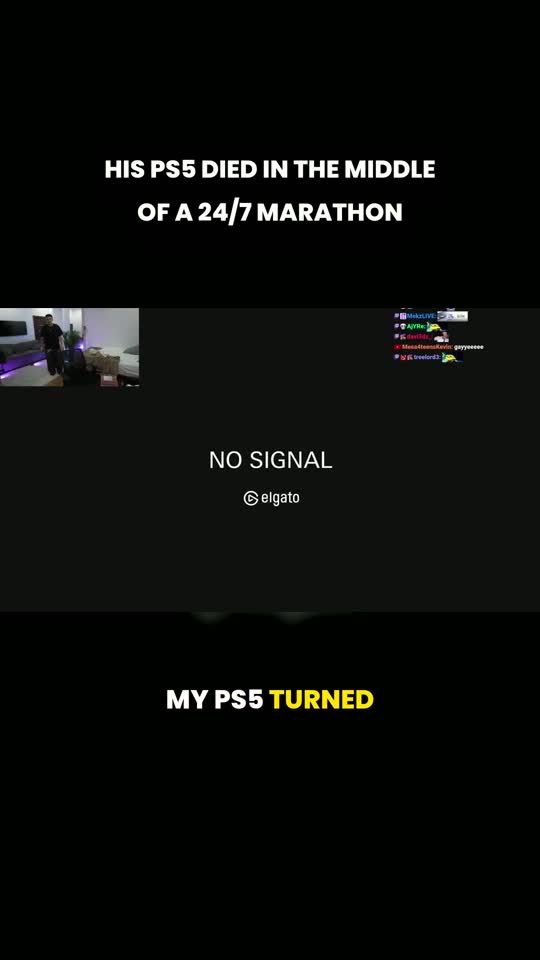 HIS PS5 DIED IN THE MIDDLE
OF A 24/7 MARATHON
MekzLIVE:
AjYRe:
Mesa4teensKevin: gayyeeeee
treelord3:
NO SIGNAL
elgato
MY PS5 TURNED